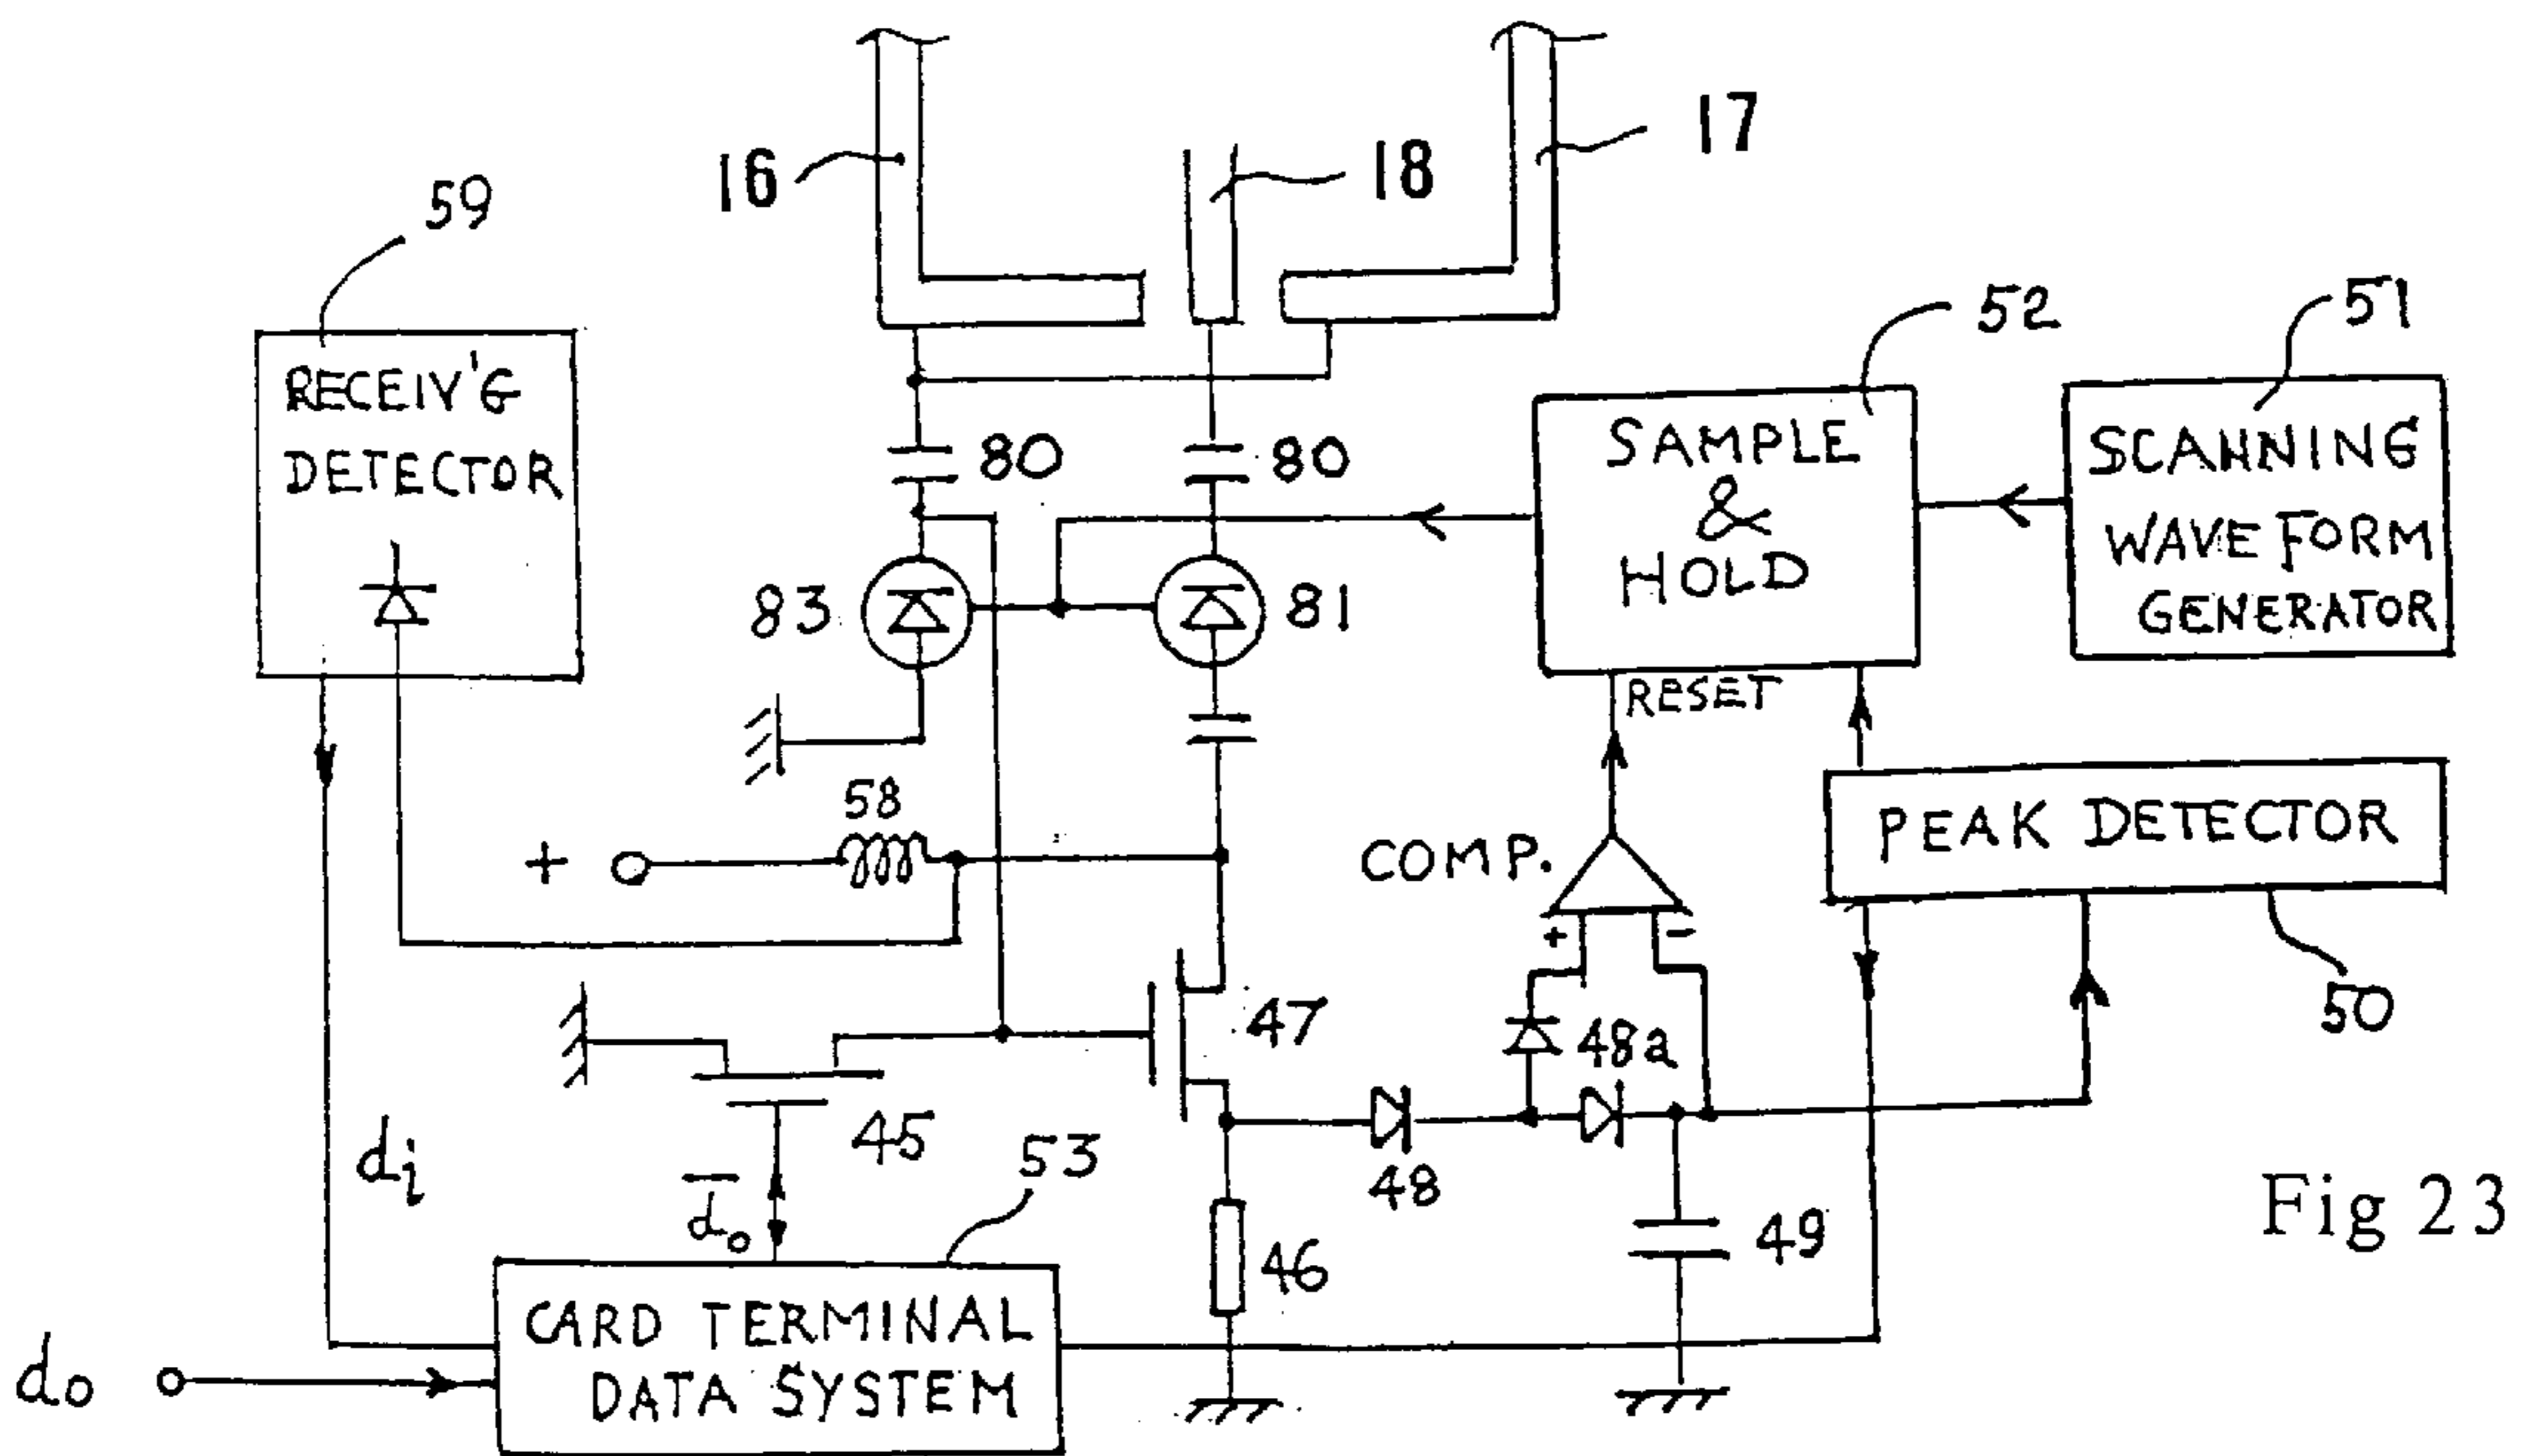 16
18
17
59
52
51
RECEIV'G
DETECTOR
80
80
SAMPLE
&
HOLD
SCANNING
WAVE FORM
GENERATOR
83
81
RESET
58
+
COMP.
PEAK DETECTOR
+
-
47
50
48a
45
di
d̅o
53
48
46
49
Fig 23
CARD TERMINAL
DATA SYSTEM
do